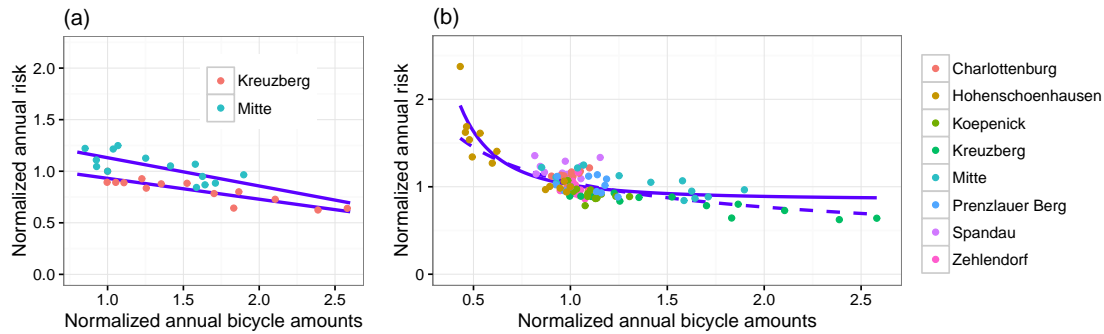 (a)
Normalized annual risk
2.0
1.5
1.0
0.5
0.0
Kreuzberg
Mitte
1.0 1.5 2.0 2.5
Normalized annual bicycle amounts
(b)
Normalized annual risk
2
1
0
0.5 1.0 1.5 2.0 2.5
Normalized annual bicycle amounts
Charlottenburg
Hohenschoenhausen
Koepenick
Kreuzberg
Mitte
Prenzlauer Berg
Spandau
Zehlendorf